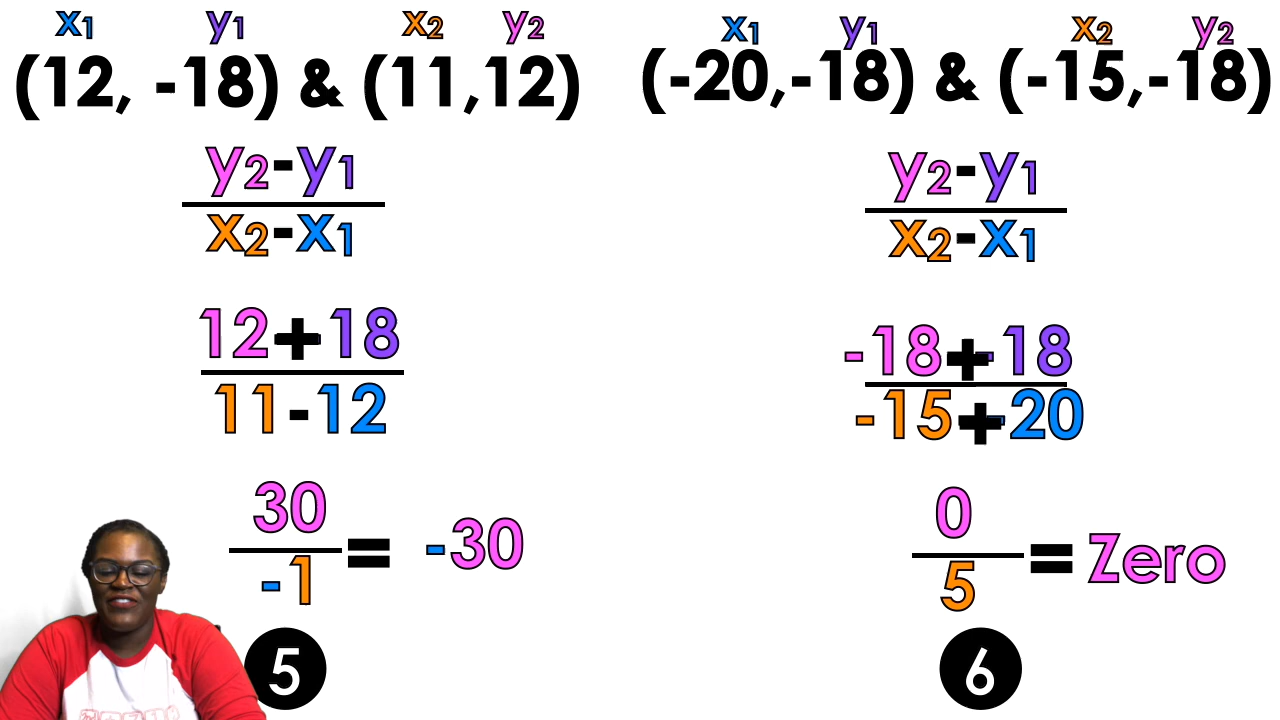 x1 y1 x2 y2
(12, -18) & (11,12)
y2-y1
x2-x1
12+18
11-12
30
-1
= -30
5
x1 y1 x2 y2
(-20,-18) & (-15,-18)
y2-y1
x2-x1
-18+18
-15+20
0
5
= Zero
6